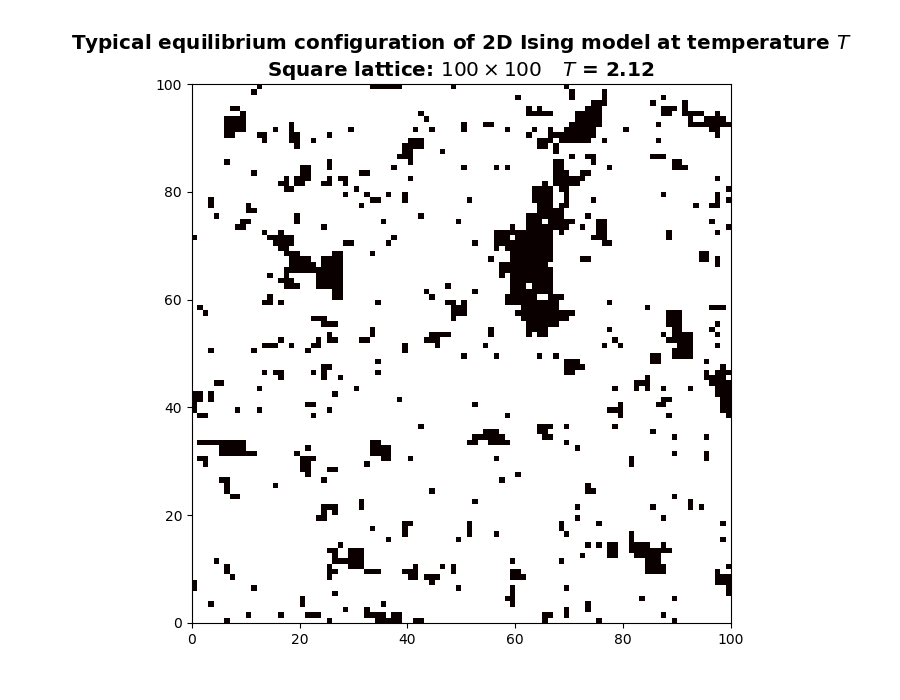 Typical equilibrium configuration of 2D Ising model at temperature T
Square lattice: 100 × 100 T = 2.12
100
80
60
40
20
0
0 20 40 60 80 100